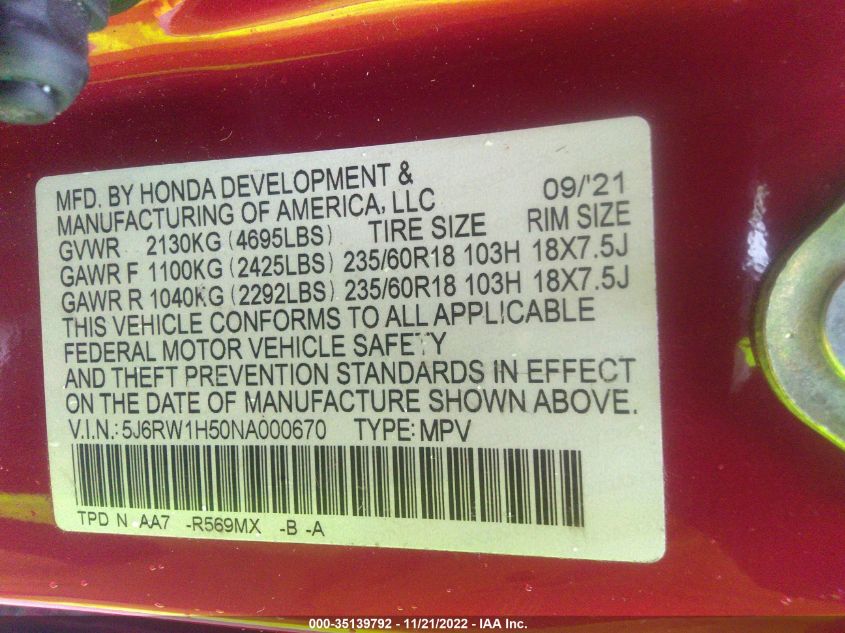 MFD. BY HONDA DEVELOPMENT &
MANUFACTURING OF AMERICA, LLC 09/'21
GVWR 2130KG (4695LBS) TIRE SIZE RIM SIZE
GAWR F 1100KG (2425LBS) 235/60R18 103H 18X7.5J
GAWR R 1040KG (2292LBS) 235/60R18 103H 18X7.5J
THIS VEHICLE CONFORMS TO ALL APPLICABLE
FEDERAL MOTOR VEHICLE SAFETY
AND THEFT PREVENTION STANDARDS IN EFFECT
ON THE DATE OF MANUFACTURE SHOWN ABOVE.
V.I.N.: 5J6RW1H50NA000670 TYPE: MPV
TPD N AA7 -R569MX -B -A
000-35139792 - 11/21/2022 - IAA Inc.